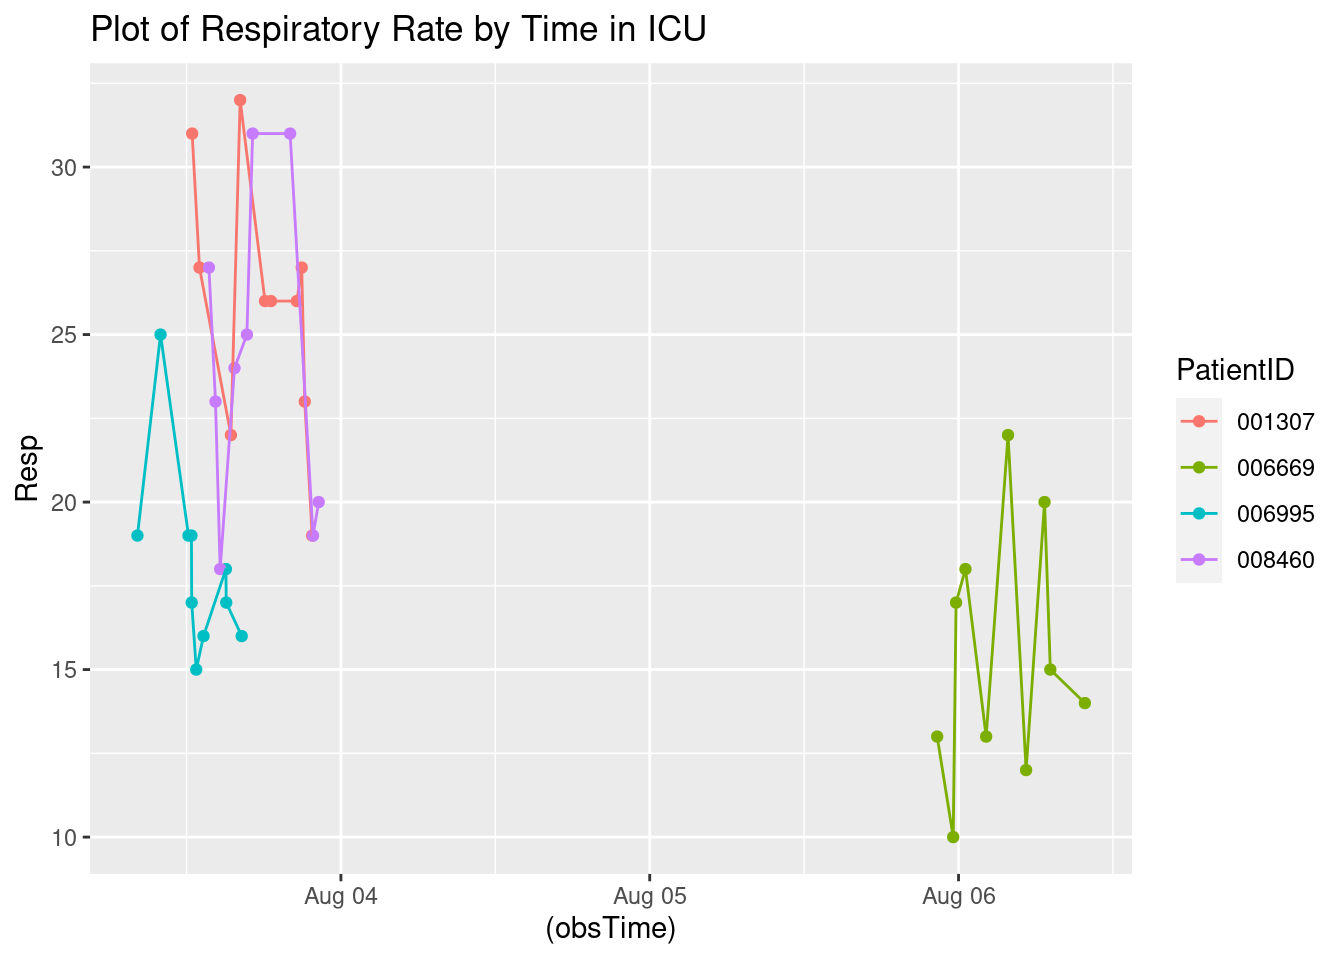 Plot of Respiratory Rate by Time in ICU
30
25
20
15
10
Resp
Aug 04
Aug 05
Aug 06
(obsTime)
PatientID
001307
006669
006995
008460